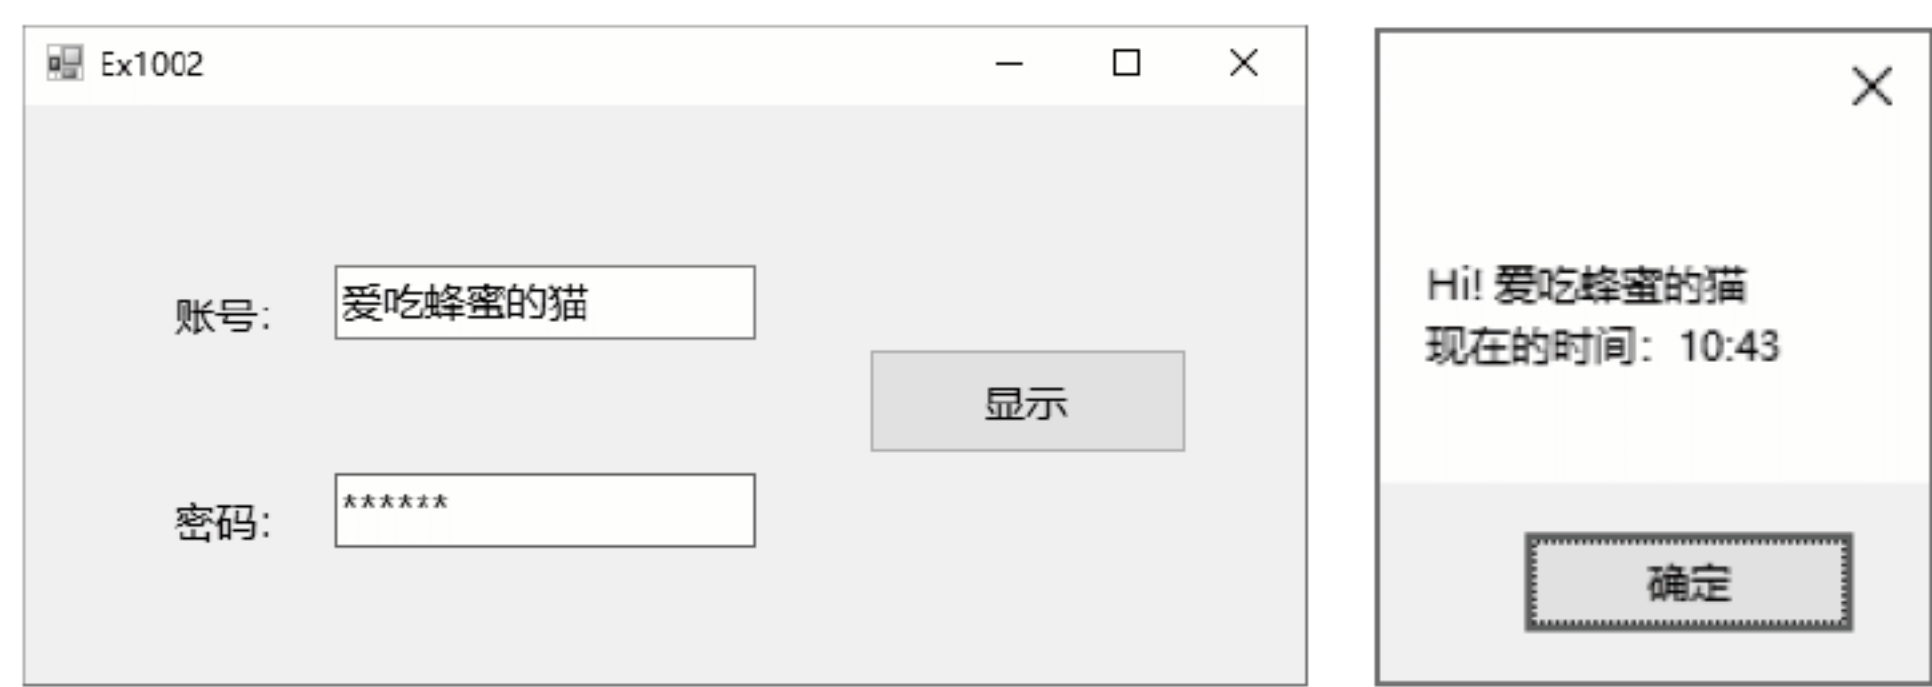 Ex1002
账号：
爱吃蜂蜜的猫
显示
密码：
******
Hi! 爱吃蜂蜜的猫
现在的时间：10:43
确定